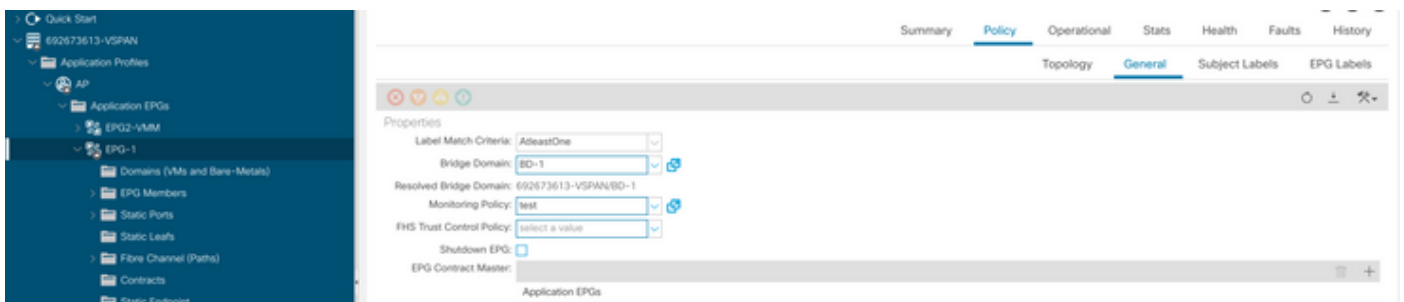 Quick Start
692673613-VSPAN
Application Profiles
AP
Application EPGs
EPG2-VMM
EPG-1
Domains (VMs and Bare-Metals)
EPG Members
Static Ports
Static Leafs
Fibre Channel (Paths)
Contracts
Static Endpoint
Summary Policy Operational Stats Health Faults History
Topology General Subject Labels EPG Labels
Properties
Label Match Criteria: AtleastOne
Bridge Domain: BD-1
Resolved Bridge Domain: 692673613-VSPAN/BD-1
Monitoring Policy: test
FHS Trust Control Policy: select a value
Shutdown EPG:
EPG Contract Master:
Application EPGs